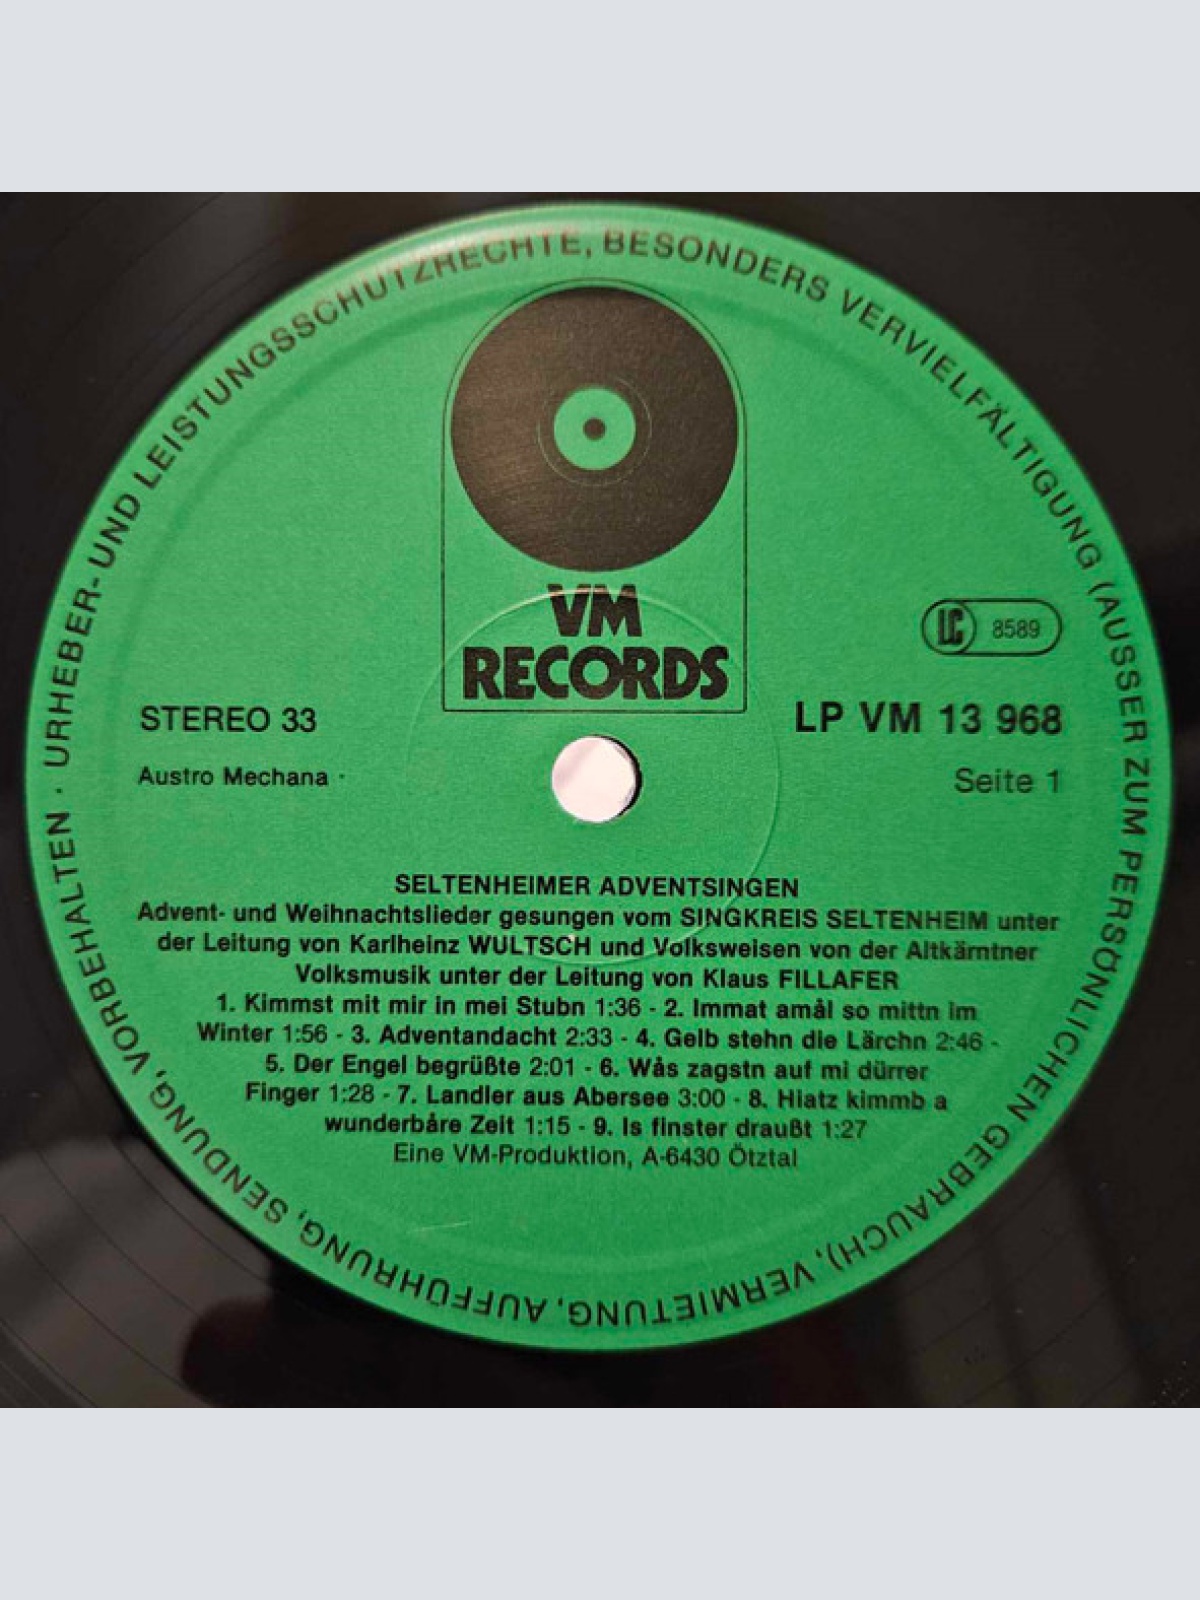 URHEBER- UND LEISTUNGSSCHUTZRECHTE, BESONDERS VERVIELFÄLTIGUNG (AUSSER ZUM PERSÖNLICHEN GEBRAUCH), VERMIETUNG, AUFFÜHRUNG, SENDUNG, VORBEHALTEN ·
VM
RECORDS
LC 8589
STEREO 33
LP VM 13 968
Austro Mechana ·
Seite 1
SELTENHEIMER ADVENTSINGEN
Advent- und Weihnachtslieder gesungen vom SINGKREIS SELTENHEIM unter
der Leitung von Karlheinz WULTSCH und Volksweisen von der Altkärntner
Volksmusik unter der Leitung von Klaus FILLAFER
1. Kimmst mit mir in mei Stubn 1:36 - 2. Immat amål so mittn im
Winter 1:56 - 3. Adventandacht 2:33 - 4. Gelb stehn die Lärchn 2:46 -
5. Der Engel begrüßte 2:01 - 6. Wås zagstn auf mi dürrer
Finger 1:28 - 7. Landler aus Abersee 3:00 - 8. Hiatz kimmb a
wunderbåre Zeit 1:15 - 9. Is finster draußt 1:27
Eine VM-Produktion, A-6430 Ötztal